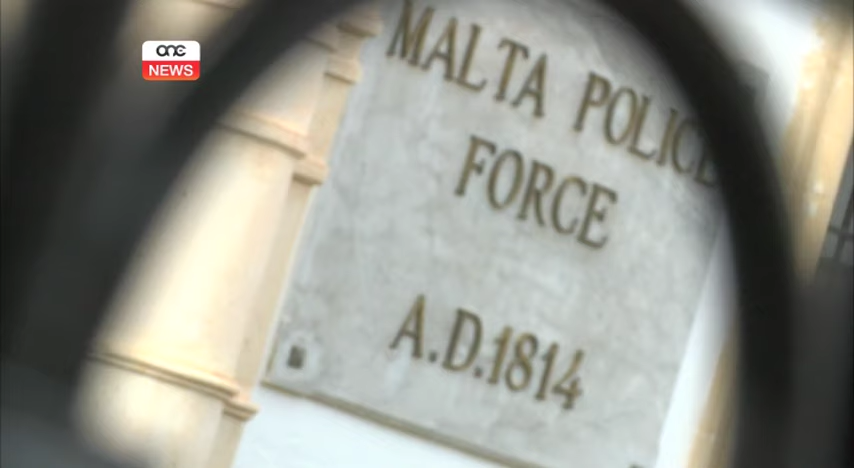 one
NEWS
MALTA POLICE
FORCE
A.D.1814